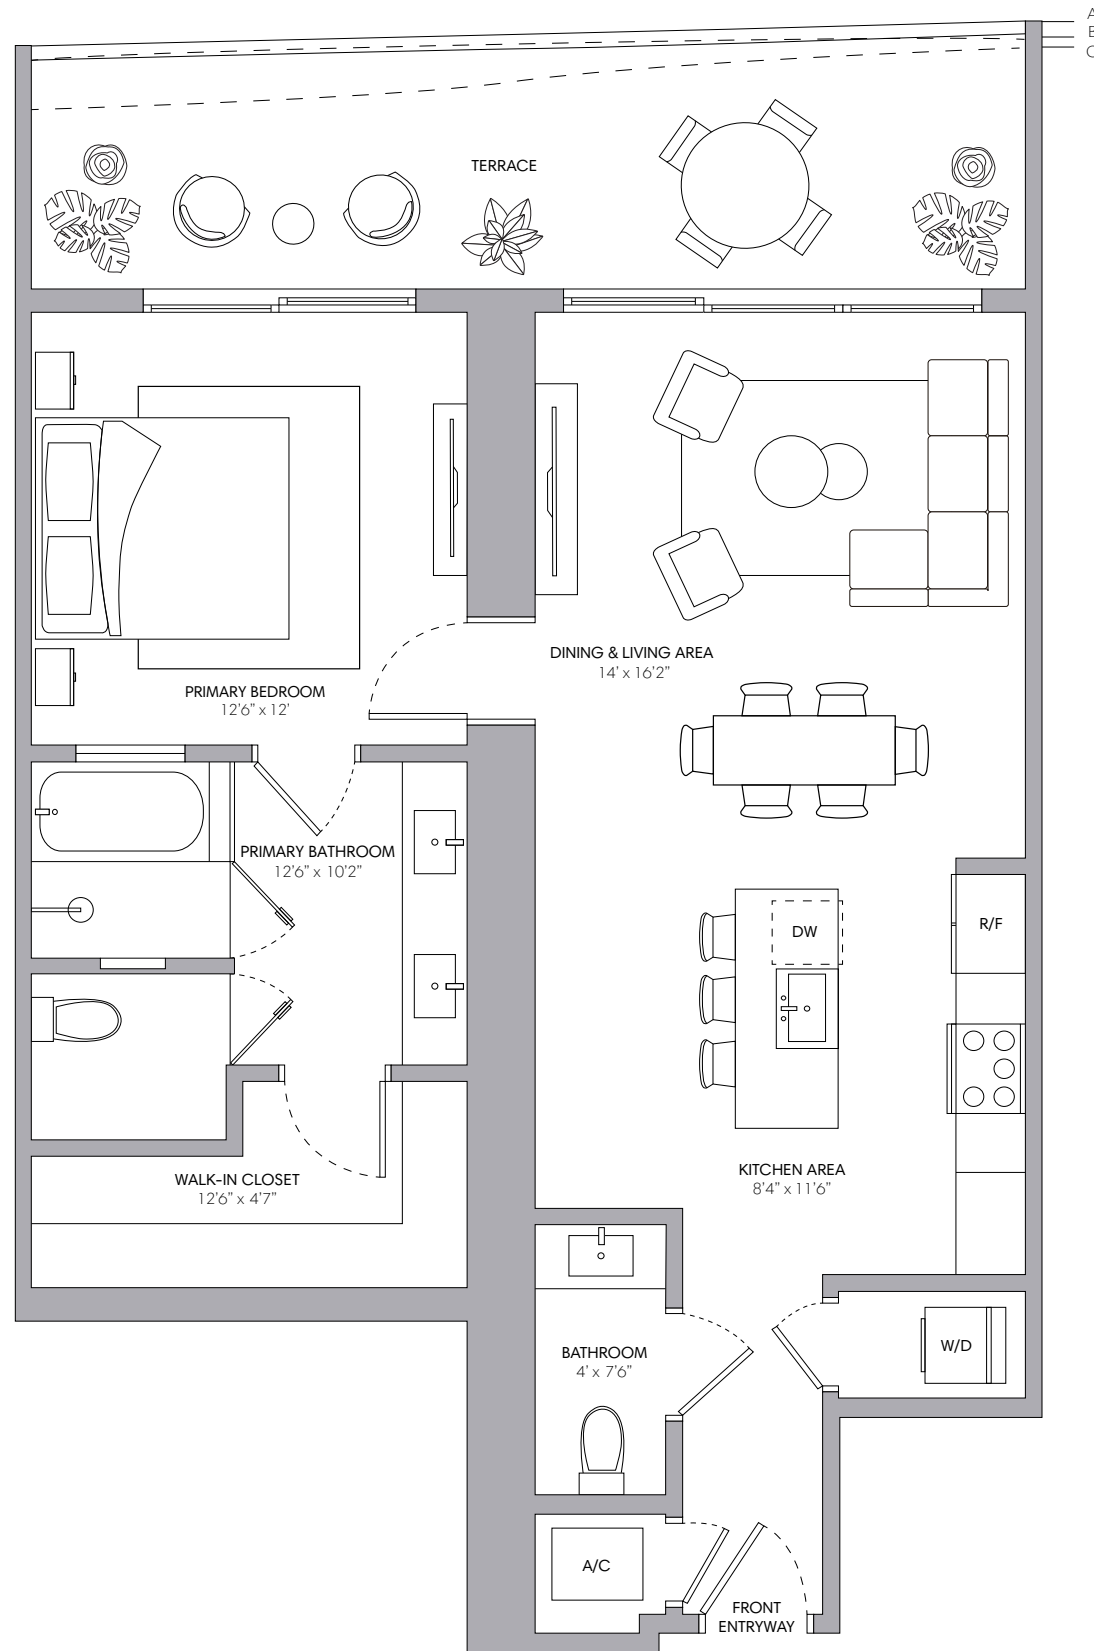 A
B
C
TERRACE
DINING & LIVING AREA
14' x 16'2”
PRIMARY BEDROOM
12'6” x 12'
PRIMARY BATHROOM
12'6” x 10'2”
R/F
DW
KITCHEN AREA
8'4” x 11'6”
WALK-IN CLOSET
12'6” x 4'7”
W/D
BATHROOM
4' x 7'6”
A/C
FRONT
ENTRYWAY